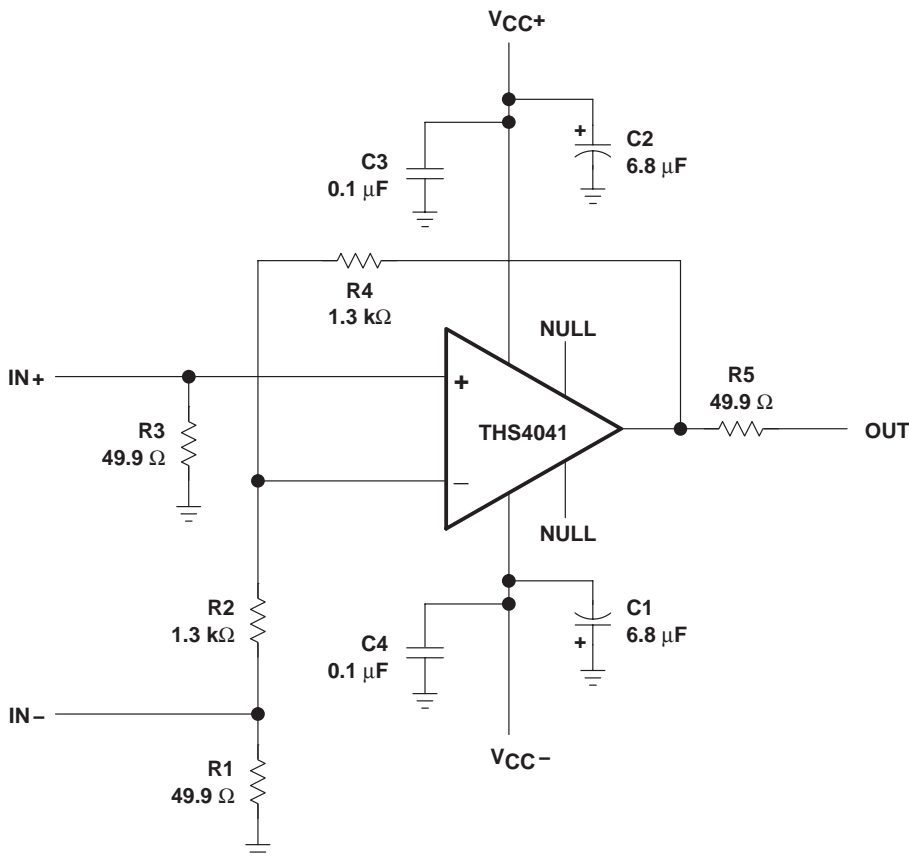 VCC+
C3
0.1 µF
+
C2
6.8 µF
R4
1.3 kΩ
NULL
IN+
R3
49.9 Ω
+
THS4041
−
R5
49.9 Ω
OUT
NULL
R2
1.3 kΩ
C4
0.1 µF
C1
6.8 µF
+
IN−
R1
49.9 Ω
VCC−